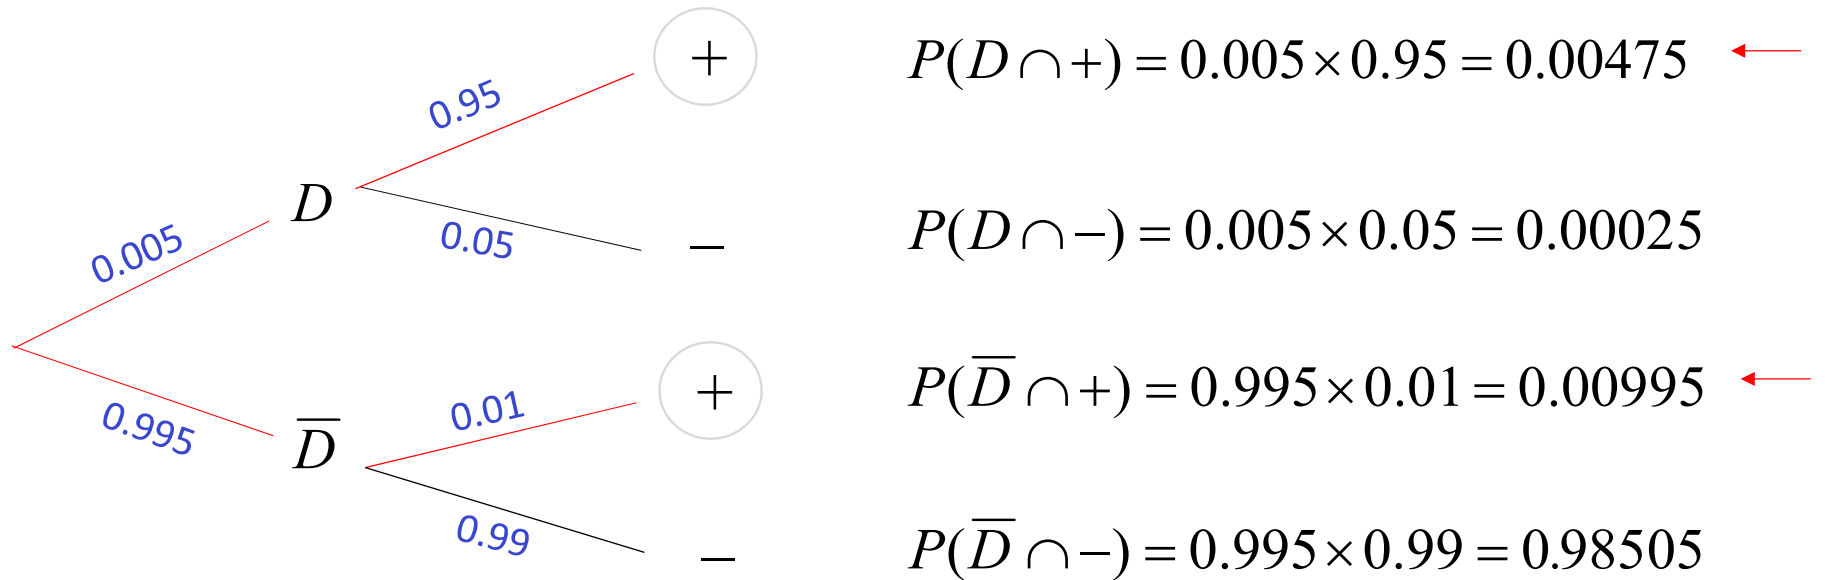 + P(D ∩ +) = 0.005 × 0.95 = 0.00475
0.95
D
0.005
0.05
− P(D ∩ −) = 0.005 × 0.05 = 0.00025
+ P(D̅ ∩ +) = 0.995 × 0.01 = 0.00995
0.01
0.995
D̅
0.99
− P(D̅ ∩ −) = 0.995 × 0.99 = 0.98505